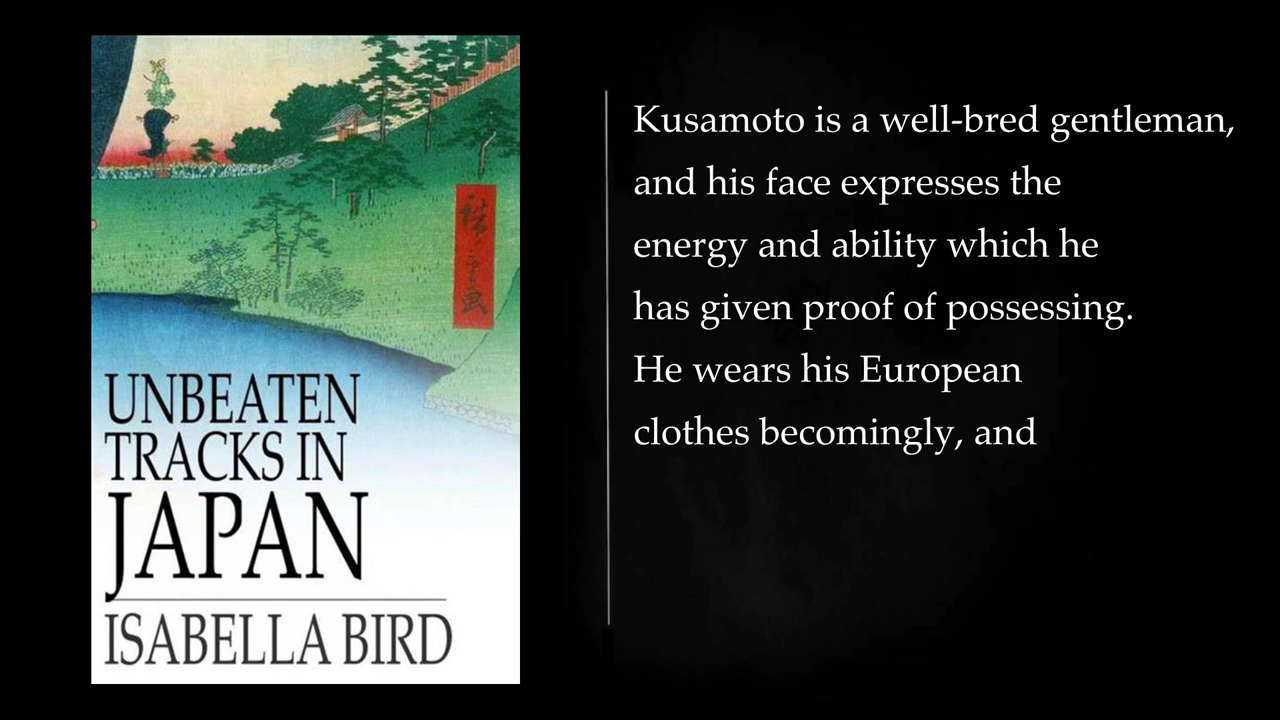 UNBEATEN
TRACKS IN
JAPAN
ISABELLA BIRD
Kusamoto is a well-bred gentleman,
and his face expresses the
energy and ability which he
has given proof of possessing.
He wears his European
clothes becomingly, and